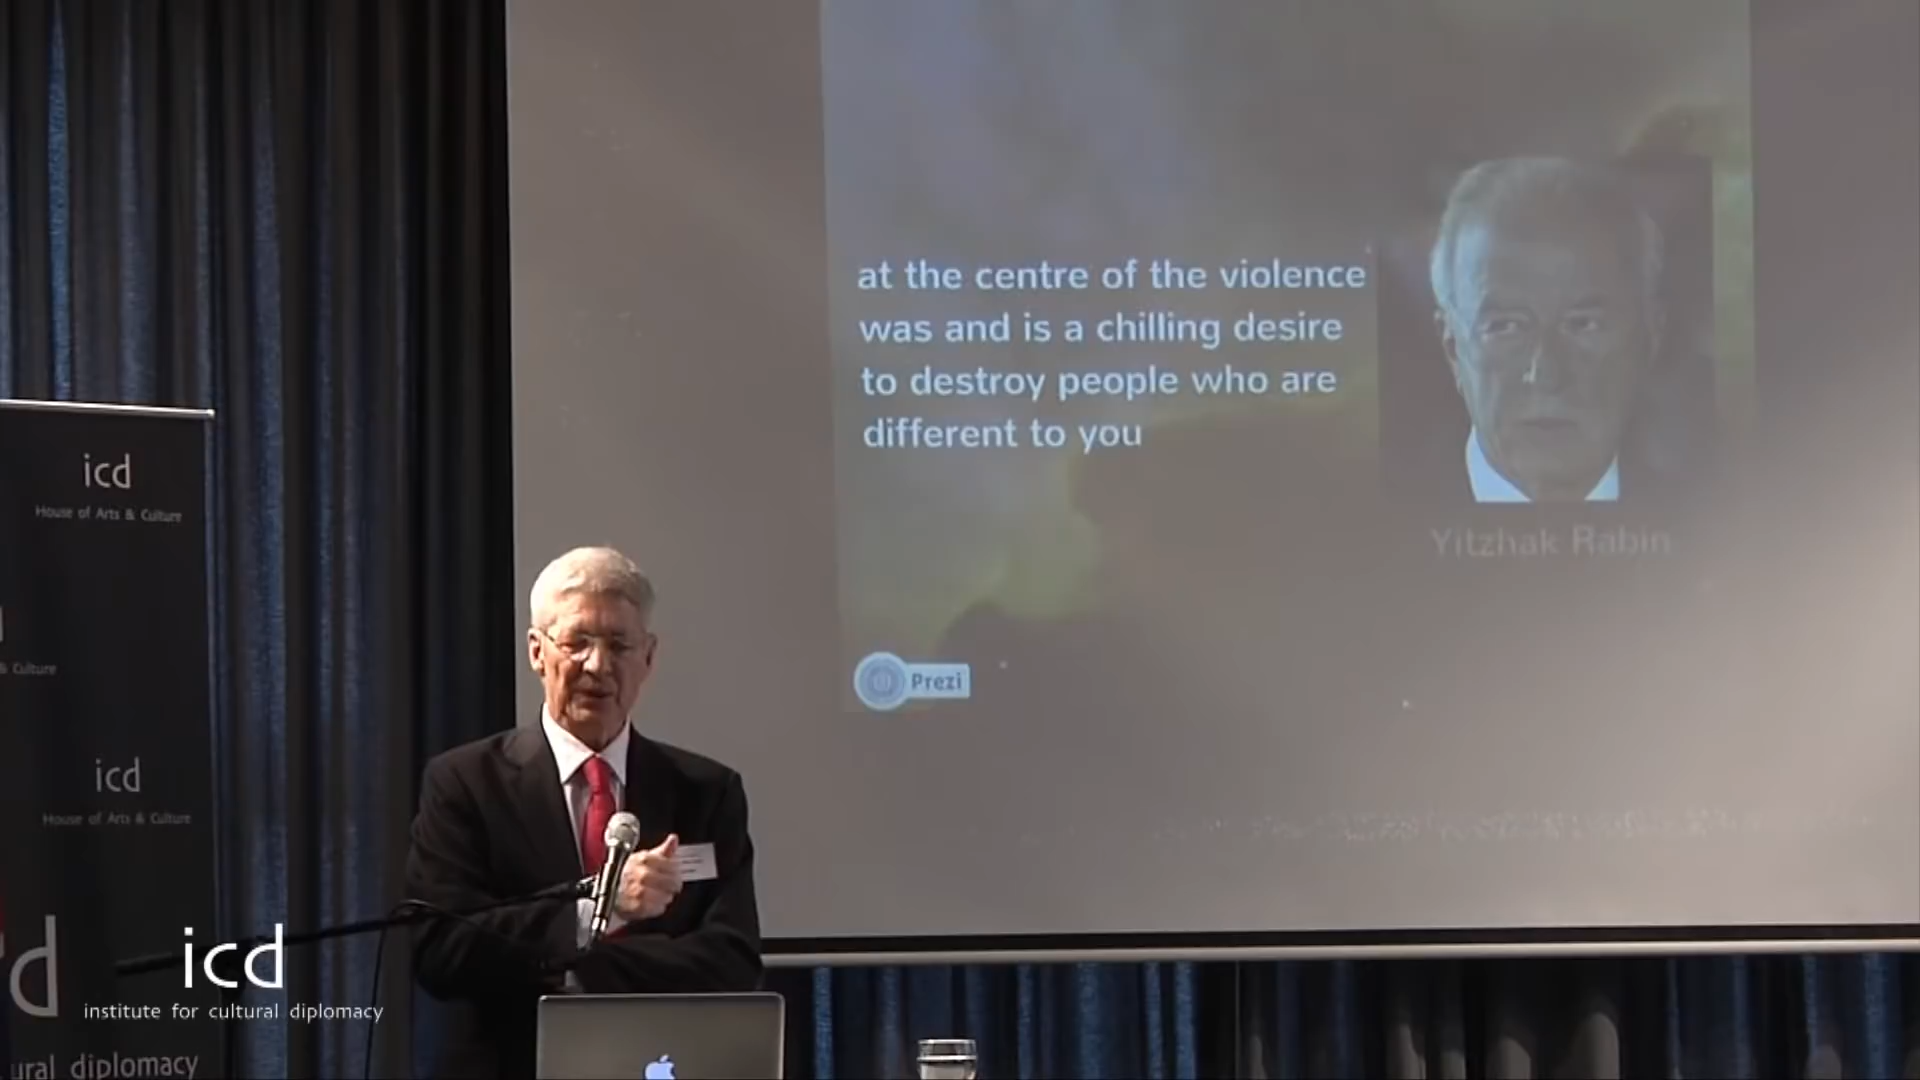 at the centre of the violence
was and is a chilling desire
to destroy people who are
different to you
Yitzhak Rabin
Prezi
icd
House of Arts & Culture
& Culture
icd
House of Arts & Culture
d
icd
institute for cultural diplomacy
ural diplomacy